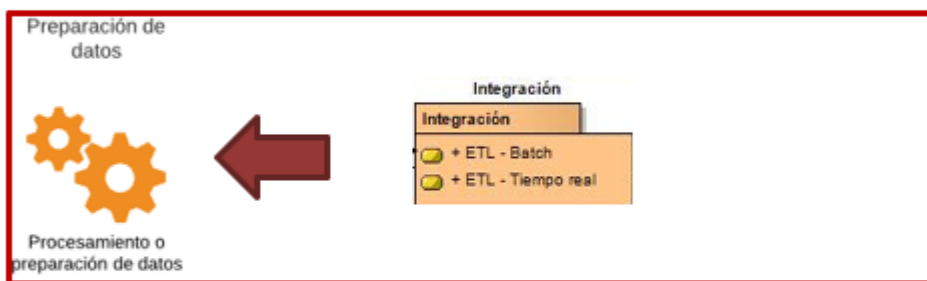 Preparación de
datos
Integración
Integración
+ ETL - Batch
+ ETL - Tiempo real
Procesamiento o
preparación de datos